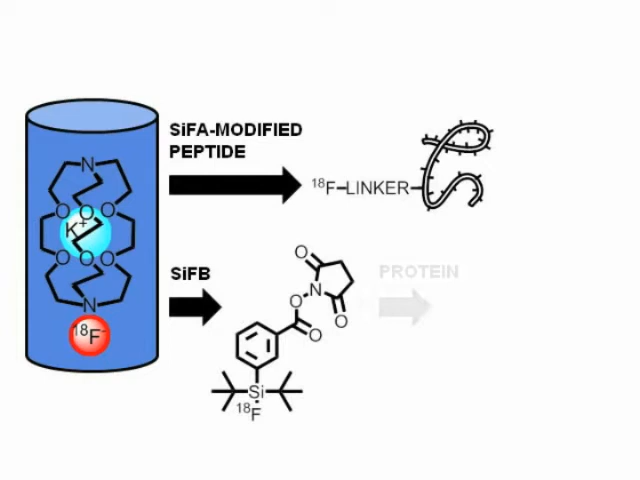 SiFA-MODIFIED
PEPTIDE
¹⁸F-LINKER
N
O O O
K⁺
O O O
N
¹⁸F⁻
SiFB
PROTEIN
O
N
O
O
O
Si
¹⁸F